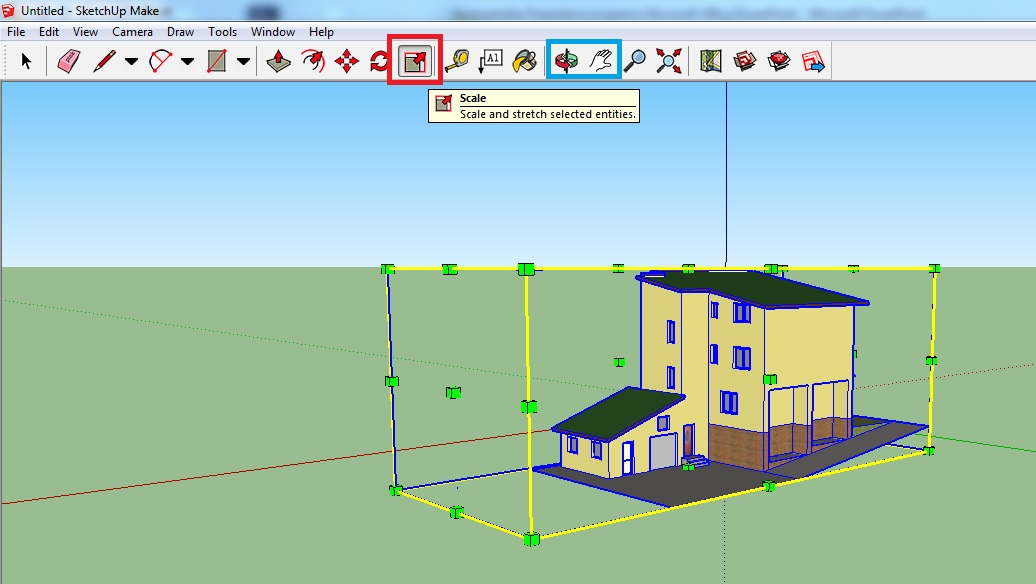 Untitled - SketchUp Make
File Edit View Camera Draw Tools Window Help
A1
Scale
Scale and stretch selected entities.